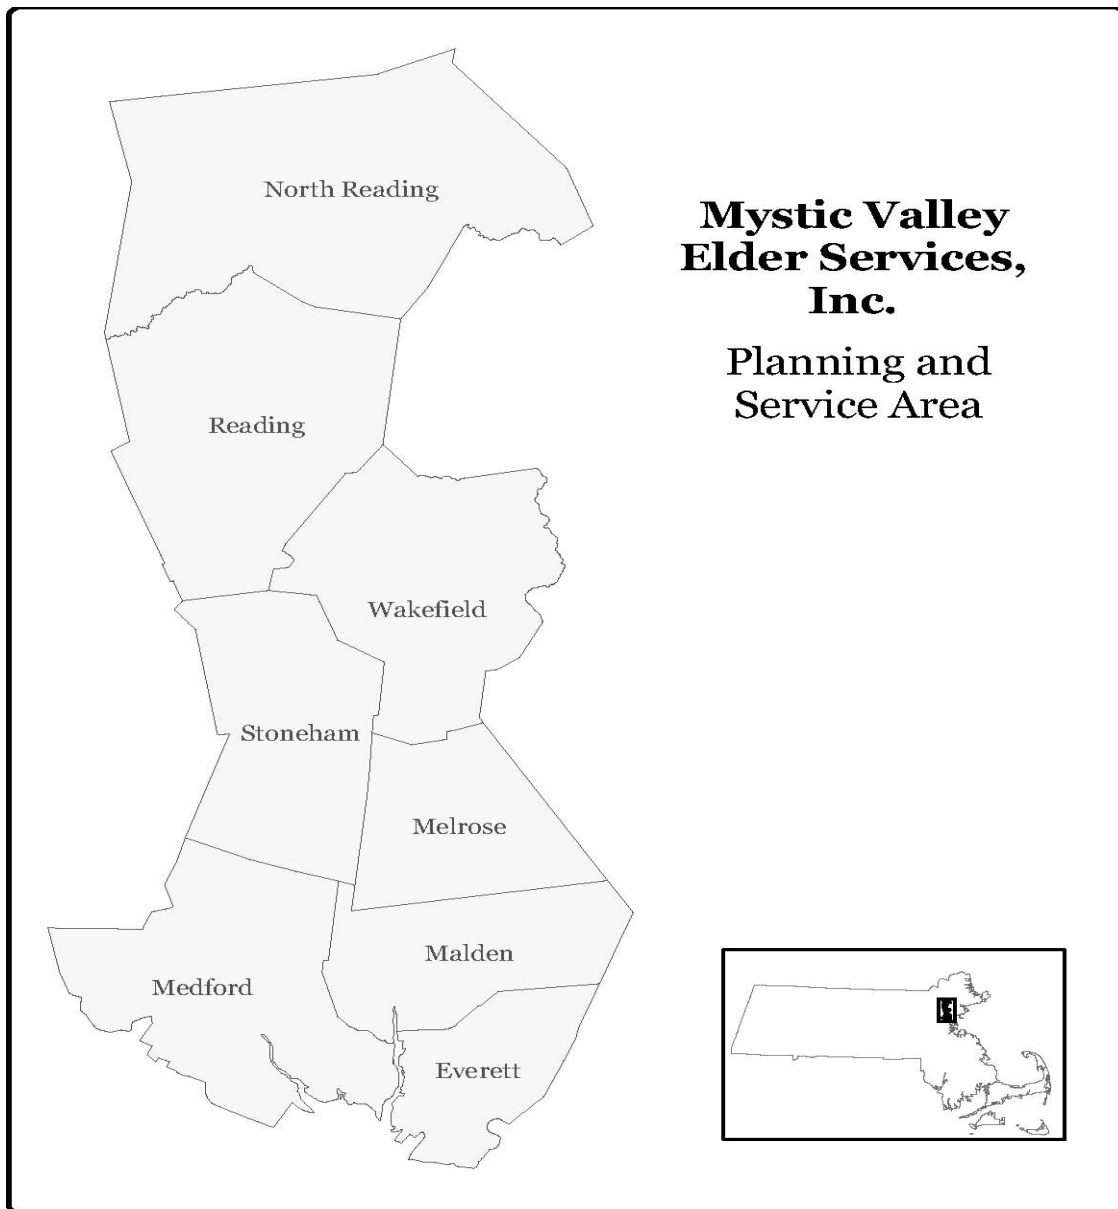 North Reading
Mystic Valley
Elder Services,
Inc.
Planning and
Service Area
Reading
Wakefield
Stoneham
Melrose
Malden
Medford
Everett